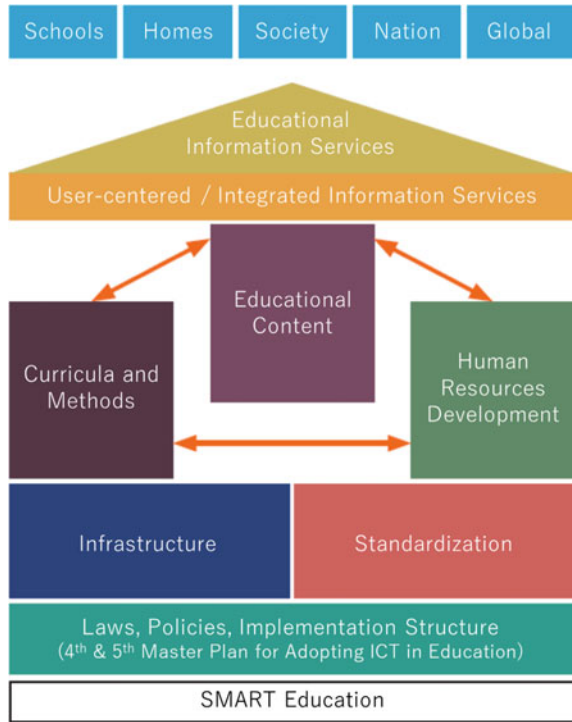 Schools Homes Society Nation Global
Educational
Information Services
User-centered / Integrated Information Services
Educational
Content
Curricula and
Methods
Human
Resources
Development
Infrastructure
Standardization
Laws, Policies, Implementation Structure
(4th & 5th Master Plan for Adopting ICT in Education)
SMART Education